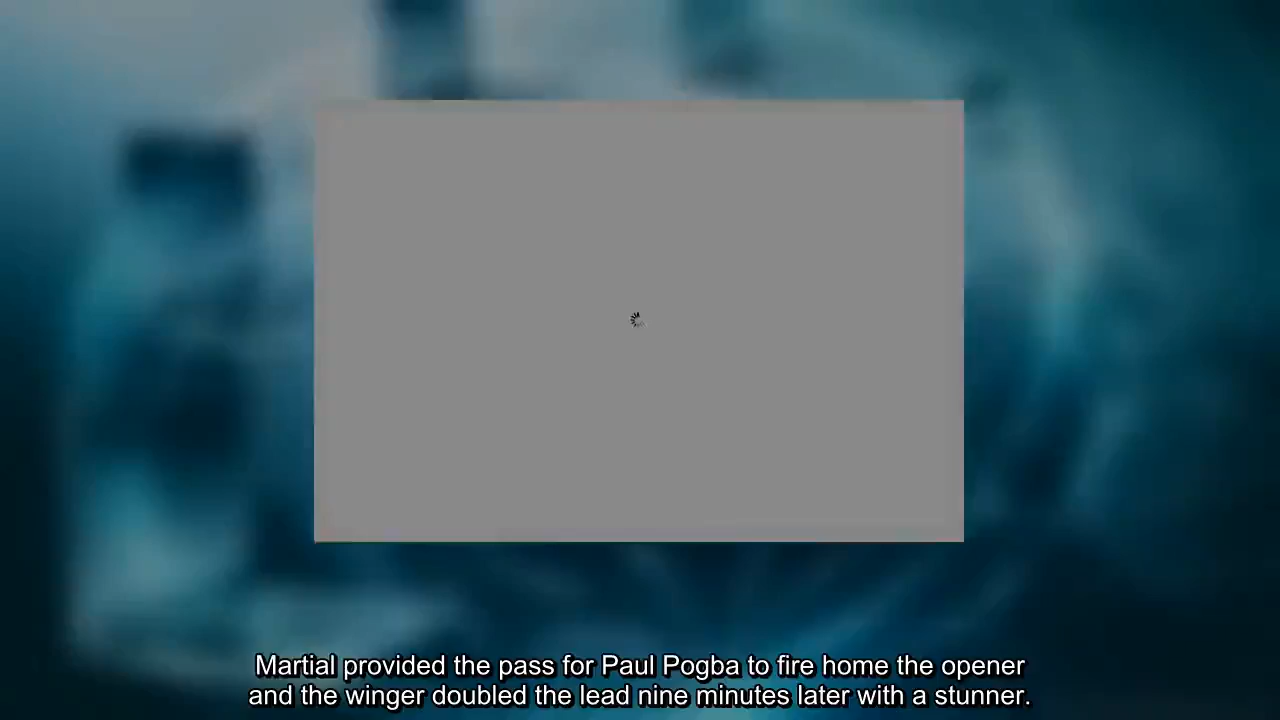 Martial provided the pass for Paul Pogba to fire home the opener
and the winger doubled the lead nine minutes later with a stunner.